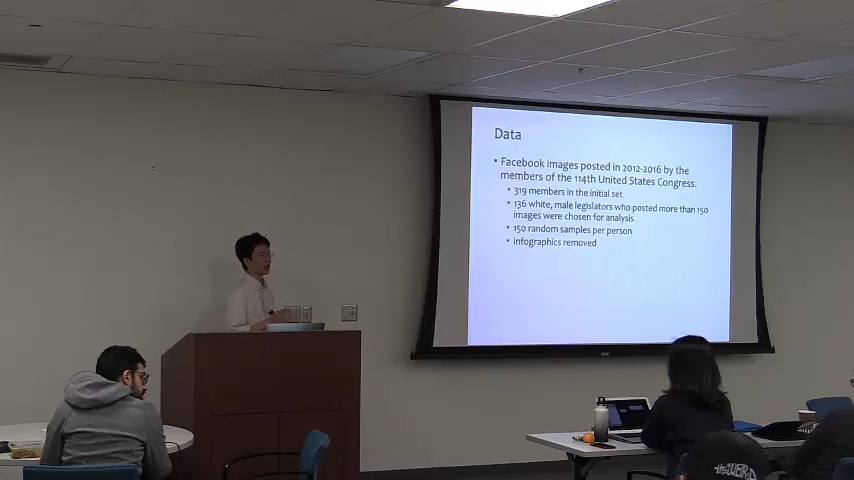 Data
• Facebook images posted in 2012-2016 by the
members of the 114th United States Congress.
• 319 members in the initial set
• 136 white, male legislators who posted more than 150
images were chosen for analysis
• 150 random samples per person
• Infographics removed
the WEIRD